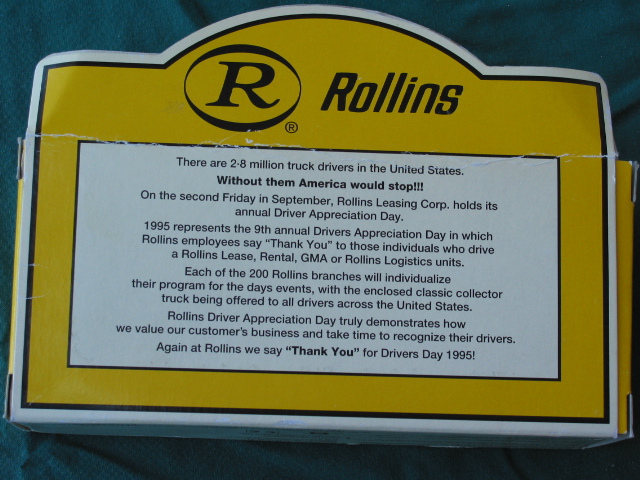 R Rollins
®
There are 2·8 million truck drivers in the United States.
Without them America would stop!!!
On the second Friday in September, Rollins Leasing Corp. holds its
annual Driver Appreciation Day.
1995 represents the 9th annual Drivers Appreciation Day in which
Rollins employees say "Thank You" to those individuals who drive
a Rollins Lease, Rental, GMA or Rollins Logistics units.
Each of the 200 Rollins branches will individualize
their program for the days events, with the enclosed classic collector
truck being offered to all drivers across the United States.
Rollins Driver Appreciation Day truly demonstrates how
we value our customer's business and take time to recognize their drivers.
Again at Rollins we say "Thank You" for Drivers Day 1995!